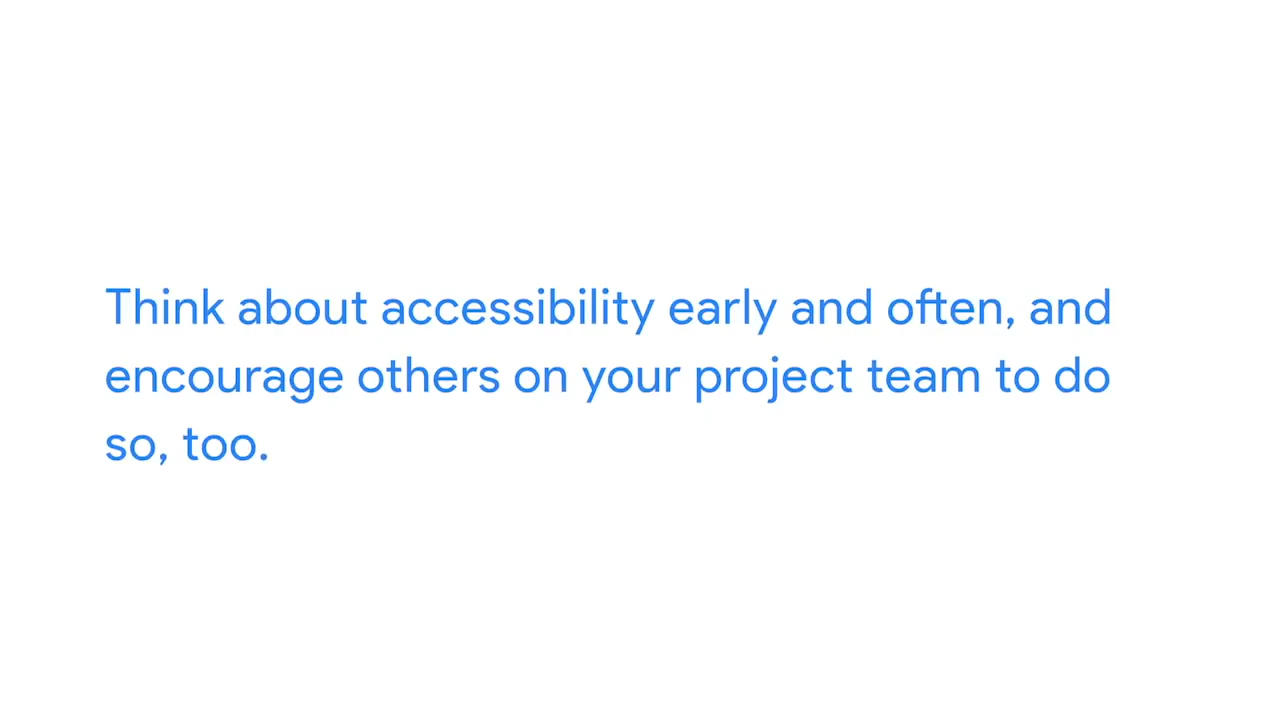 Think about accessibility early and often, and
encourage others on your project team to do
so, too.